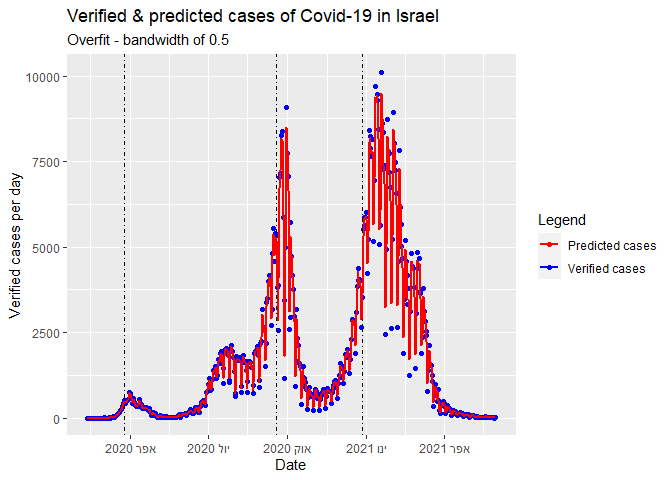 Verified & predicted cases of Covid-19 in Israel
Overfit - bandwidth of 0.5
Verified cases per day
10000
7500
5000
2500
0
אפר 2020
יול 2020
אוק 2020
ינו 2021
אפר 2021
Date
Legend
Predicted cases
Verified cases